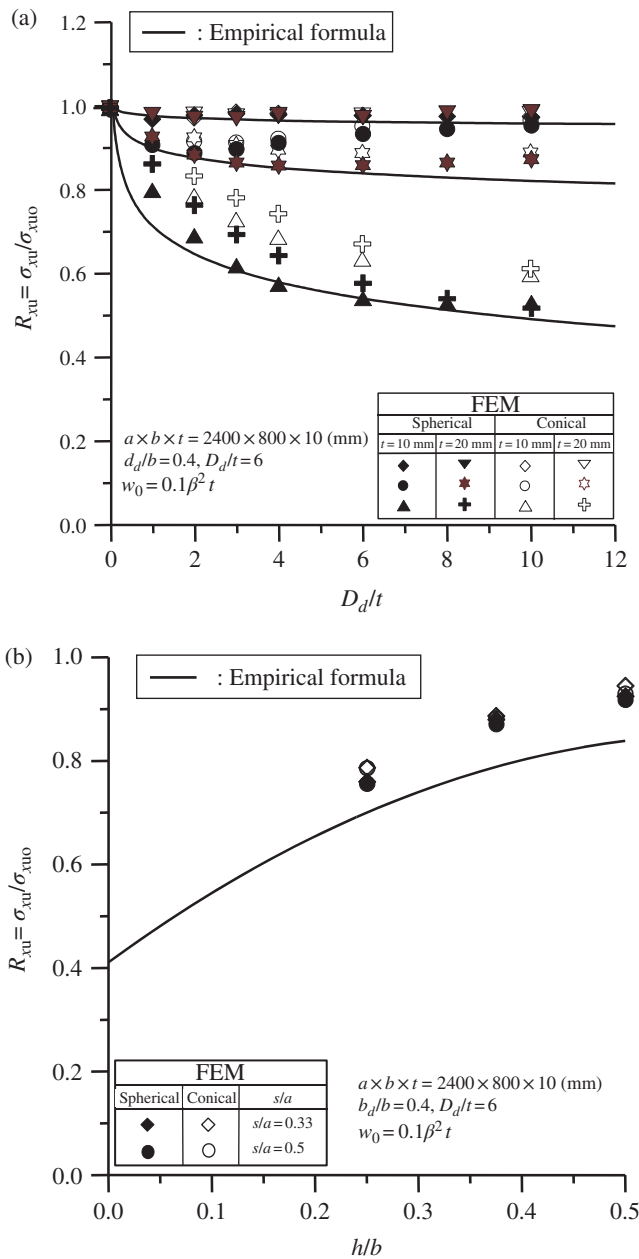 (a)
1.2
: Empirical formula
1.0
0.8
0.6
0.4
0.2
0.0
R_xu = σ_xu/σ_xuo
a × b × t = 2400 × 800 × 10 (mm)
d_d/b = 0.4, D_d/t = 6
w_0 = 0.1β² t
FEM
Spherical Conical
t = 10 mm t = 20 mm t = 10 mm t = 20 mm
0 2 4 6 8 10 12
D_d/t
(b)
1.0
: Empirical formula
0.8
0.6
0.4
0.2
0.0
R_xu = σ_xu/σ_xuo
FEM
Spherical Conical s/a
s/a = 0.33
s/a = 0.5
a × b × t = 2400 × 800 × 10 (mm)
b_d/b = 0.4, D_d/t = 6
w_0 = 0.1β² t
0.0 0.1 0.2 0.3 0.4 0.5
h/b